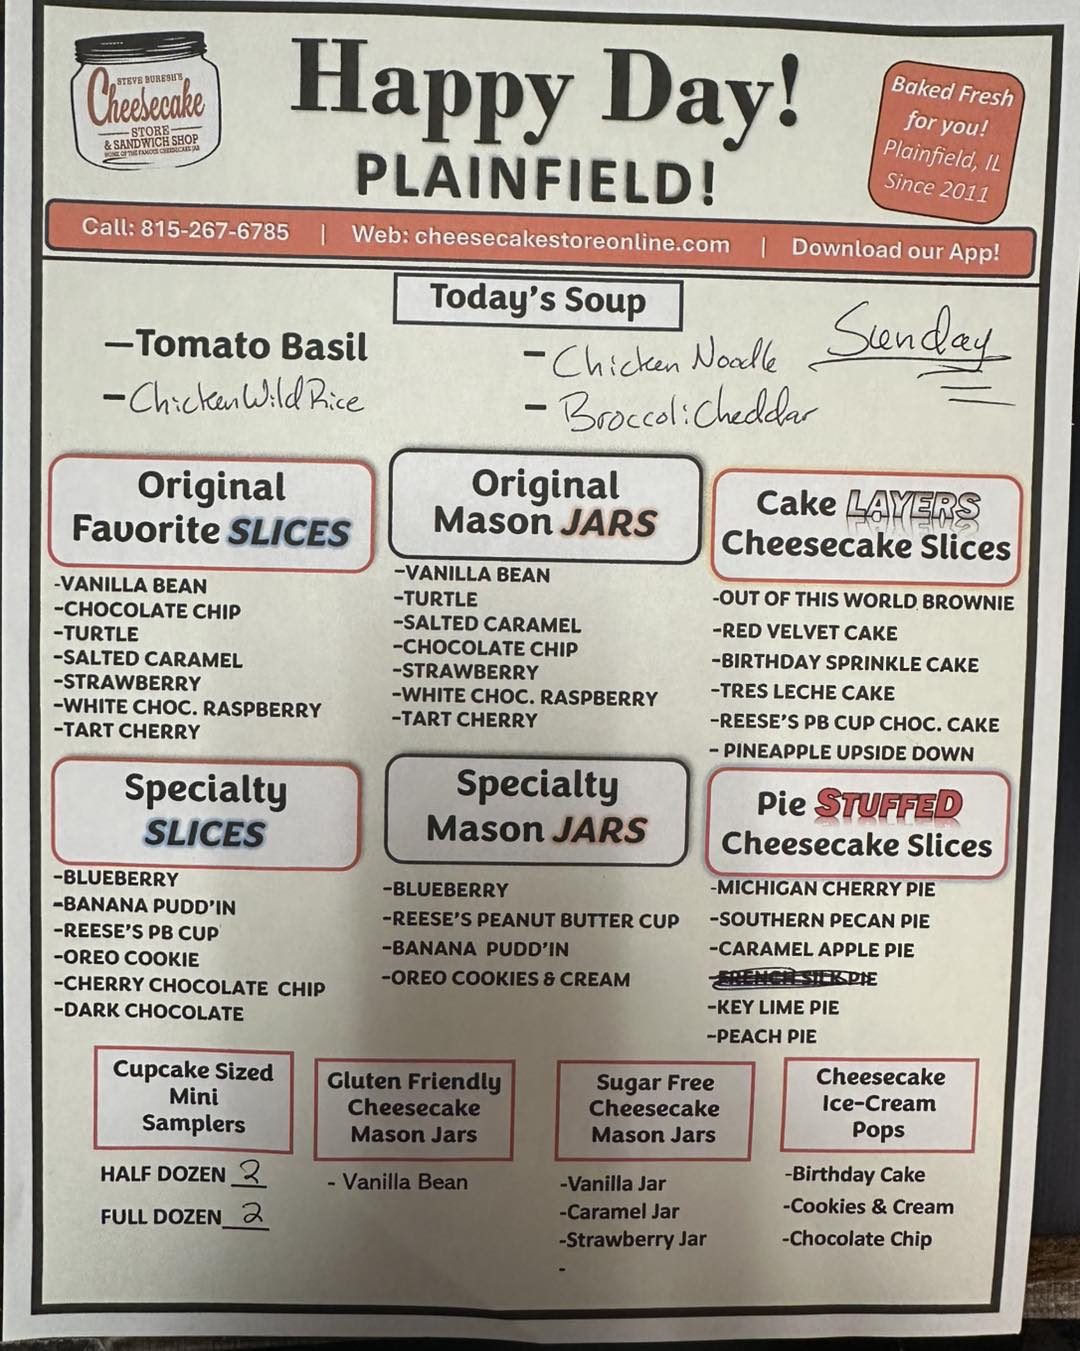 STEVE BURESH'S
Cheesecake
STORE
& SANDWICH SHOP
HOME OF THE FAMOUS CHEESECAKE JAR
Happy Day!
PLAINFIELD!
Baked Fresh
for you!
Plainfield, IL
Since 2011
Call: 815-267-6785 | Web: cheesecakestoreonline.com | Download our App!
Today's Soup
Sunday
—Tomato Basil
- Chicken Noodle
- Chicken Wild Rice
- Broccoli Cheddar
Original
Favorite SLICES
-VANILLA BEAN
-CHOCOLATE CHIP
-TURTLE
-SALTED CARAMEL
-STRAWBERRY
-WHITE CHOC. RASPBERRY
-TART CHERRY
Original
Mason JARS
-VANILLA BEAN
-TURTLE
-SALTED CARAMEL
-CHOCOLATE CHIP
-STRAWBERRY
-WHITE CHOC. RASPBERRY
-TART CHERRY
Cake LAYERS
Cheesecake Slices
-OUT OF THIS WORLD BROWNIE
-RED VELVET CAKE
-BIRTHDAY SPRINKLE CAKE
-TRES LECHE CAKE
-REESE'S PB CUP CHOC. CAKE
- PINEAPPLE UPSIDE DOWN
Specialty
SLICES
-BLUEBERRY
-BANANA PUDD'IN
-REESE'S PB CUP
-OREO COOKIE
-CHERRY CHOCOLATE CHIP
-DARK CHOCOLATE
Specialty
Mason JARS
-BLUEBERRY
-REESE'S PEANUT BUTTER CUP
-BANANA PUDD'IN
-OREO COOKIES & CREAM
Pie STUFFED
Cheesecake Slices
-MICHIGAN CHERRY PIE
-SOUTHERN PECAN PIE
-CARAMEL APPLE PIE
-FRENCH SILK PIE
-KEY LIME PIE
-PEACH PIE
Cupcake Sized
Mini
Samplers
HALF DOZEN 2
FULL DOZEN 2
Gluten Friendly
Cheesecake
Mason Jars
- Vanilla Bean
Sugar Free
Cheesecake
Mason Jars
-Vanilla Jar
-Caramel Jar
-Strawberry Jar
-
Cheesecake
Ice-Cream
Pops
-Birthday Cake
-Cookies & Cream
-Chocolate Chip